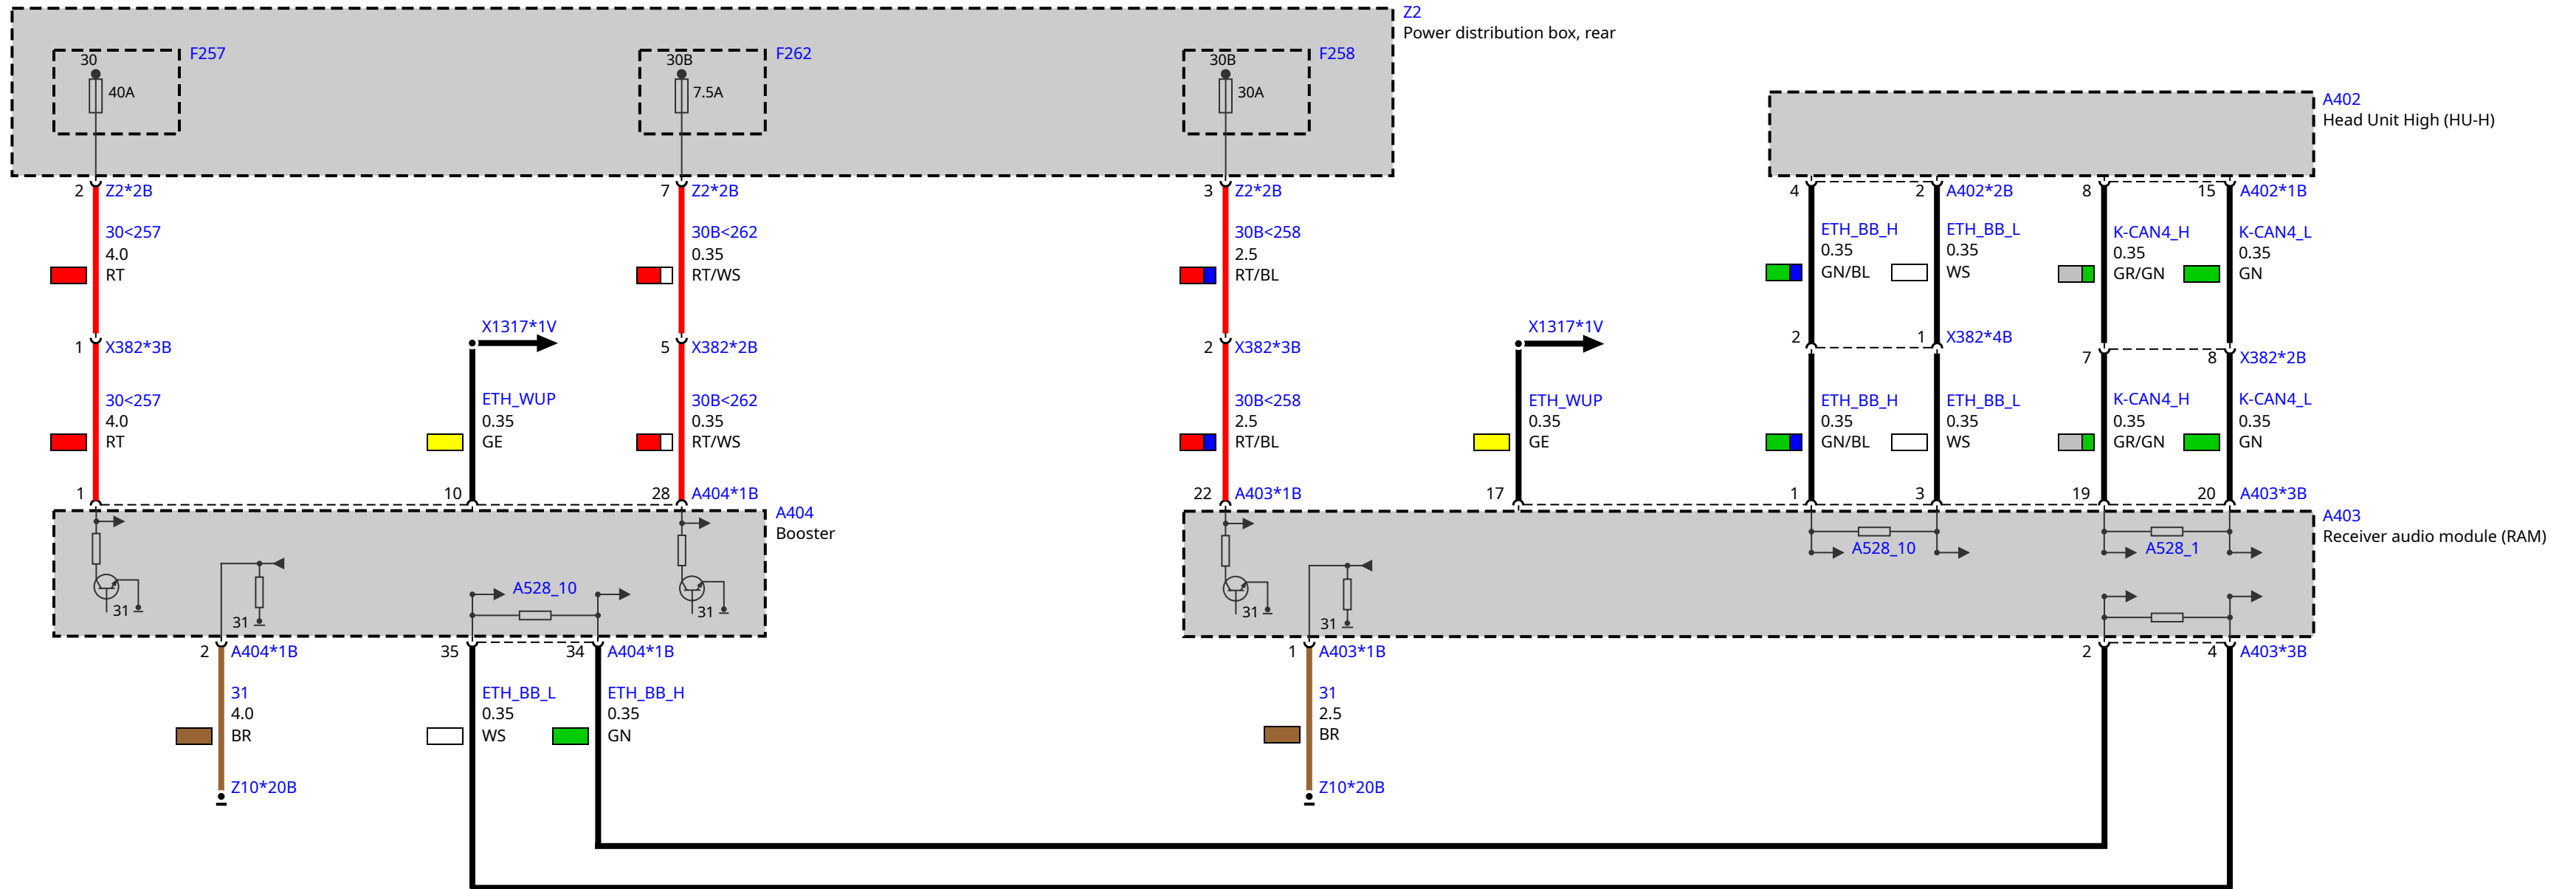 Z2
Power distribution box, rear
F257
30
40A
F262
30B
7.5A
F258
30B
30A
A402
Head Unit High (HU-H)
2 Z2*2B
7 Z2*2B
3 Z2*2B
4
2 A402*2B
8
15 A402*1B
30<257
4.0
RT
30B<262
0.35
RT/WS
30B<258
2.5
RT/BL
ETH_BB_H
0.35
GN/BL
ETH_BB_L
0.35
WS
K-CAN4_H
0.35
GR/GN
K-CAN4_L
0.35
GN
1 X382*3B
X1317*1V
5 X382*2B
2 X382*3B
X1317*1V
2
1 X382*4B
7
8 X382*2B
30<257
4.0
RT
ETH_WUP
0.35
GE
30B<262
0.35
RT/WS
30B<258
2.5
RT/BL
ETH_WUP
0.35
GE
ETH_BB_H
0.35
GN/BL
ETH_BB_L
0.35
WS
K-CAN4_H
0.35
GR/GN
K-CAN4_L
0.35
GN
1
10
28 A404*1B
22 A403*1B
17
1
3
19
20 A403*3B
A404
Booster
31
31
A528_10
31
A403
Receiver audio module (RAM)
31
31
A528_10
A528_1
2 A404*1B
35
34 A404*1B
1 A403*1B
2
4 A403*3B
31
4.0
BR
Z10*20B
ETH_BB_L
0.35
WS
ETH_BB_H
0.35
GN
31
2.5
BR
Z10*20B